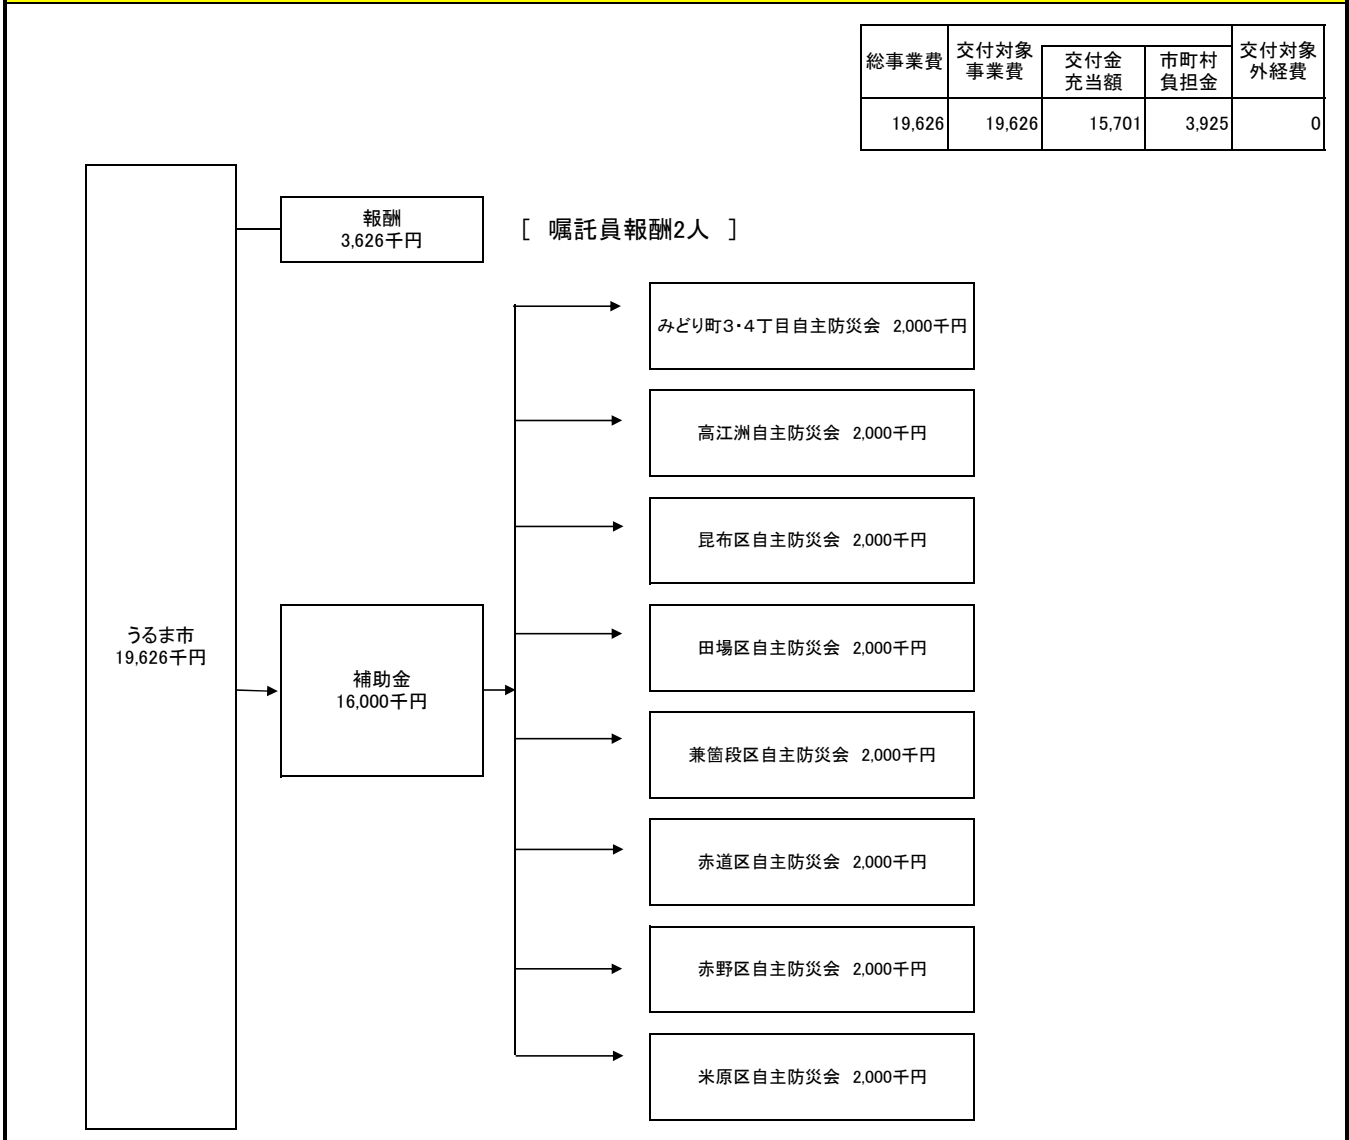 総事業費
交付対象
事業費
交付金
充当額
市町村
負担金
交付対象
外経費
19,626
19,626
15,701
3,925
0
報酬
3,626千円
［ 嘱託員報酬2人 ］
みどり町3・4丁目自主防災会 2,000千円
高江洲自主防災会 2,000千円
昆布区自主防災会 2,000千円
うるま市
19,626千円
補助金
16,000千円
田場区自主防災会 2,000千円
兼箇段区自主防災会 2,000千円
赤道区自主防災会 2,000千円
赤野区自主防災会 2,000千円
米原区自主防災会 2,000千円